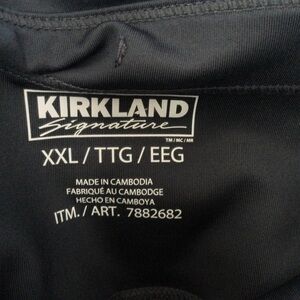 KIRKLAND
Signature
TM/MC/MR
XXL / TTG / EEG
MADE IN CAMBODIA
FABRIQUÉ AU CAMBODGE
HECHO EN CAMBOYA
ITM. / ART. 7882682